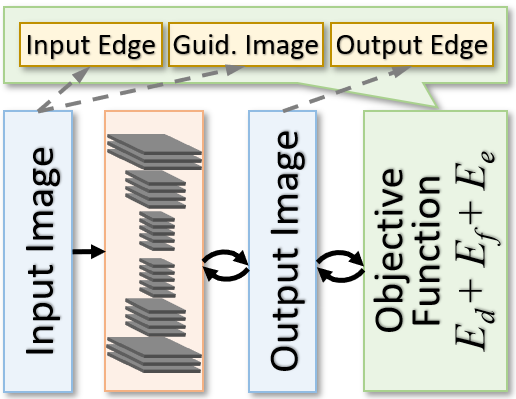 Input Edge
Guid. Image
Output Edge
Input Image
Output Image
Objective
Function
E_d + E_f + E_e